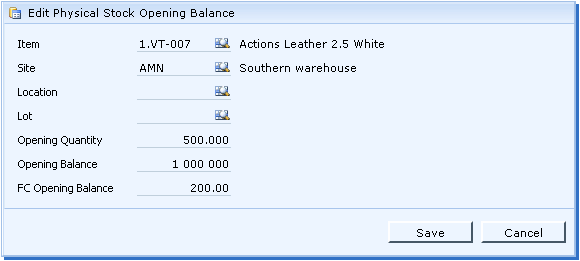 Edit Physical Stock Opening Balance
Item 1.VT-007 Actions Leather 2.5 White
Site AMN Southern warehouse
Location
Lot
Opening Quantity 500.000
Opening Balance 1 000 000
FC Opening Balance 200.00
Save Cancel